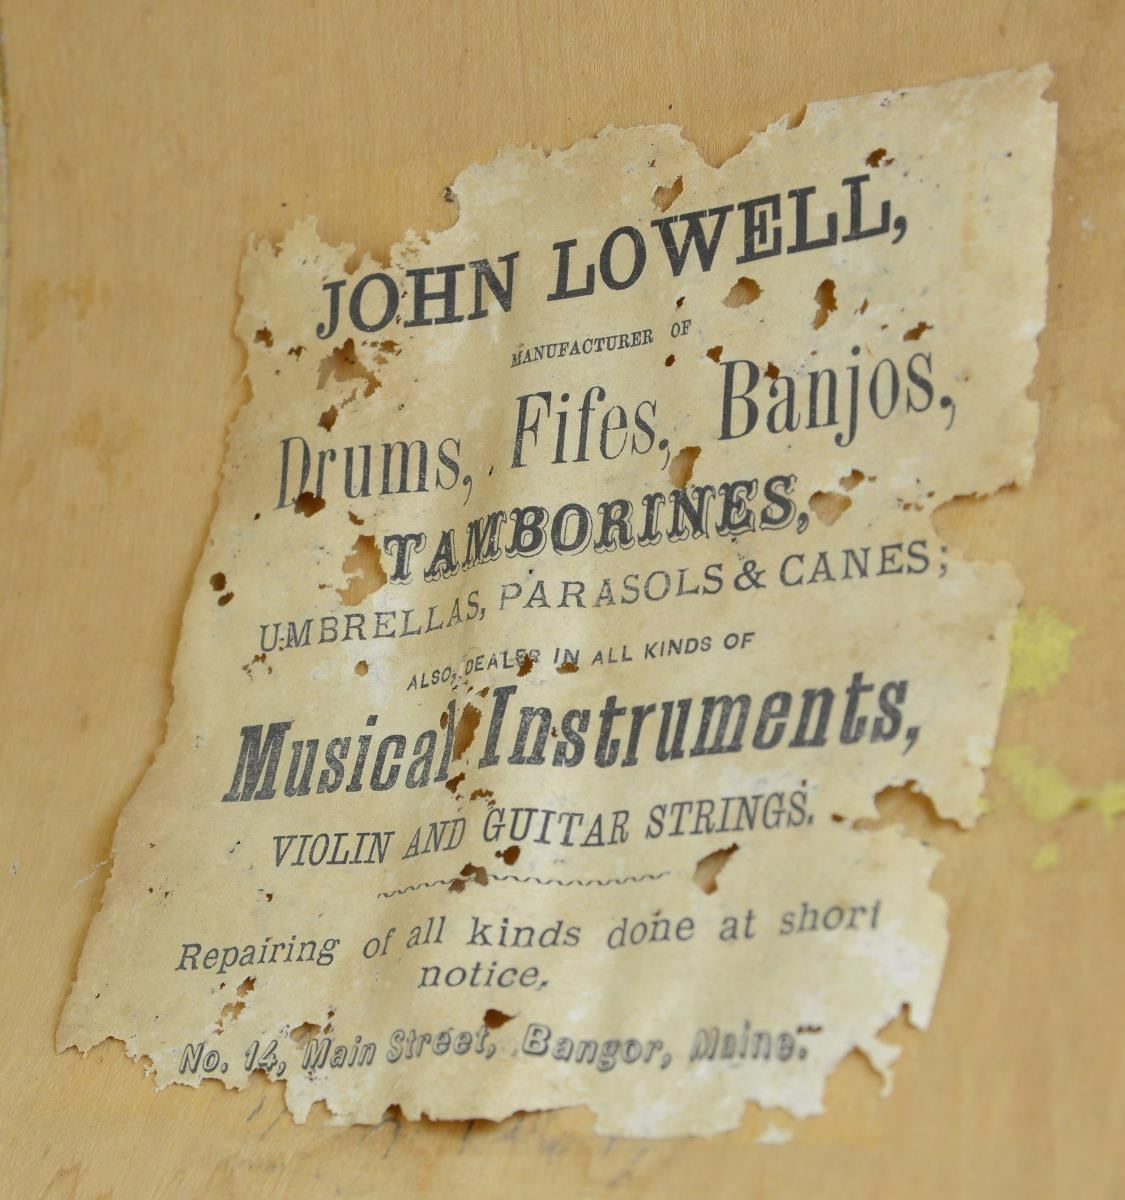 JOHN LOWELL,
MANUFACTURER OF
Drums, Fifes, Banjos,
TAMBORINES,
UMBRELLAS, PARASOLS & CANES;
ALSO, DEALER IN ALL KINDS OF
Musical Instruments,
VIOLIN AND GUITAR STRINGS.
Repairing of all kinds done at short
notice.
No. 14, Main Street, Bangor, Maine.